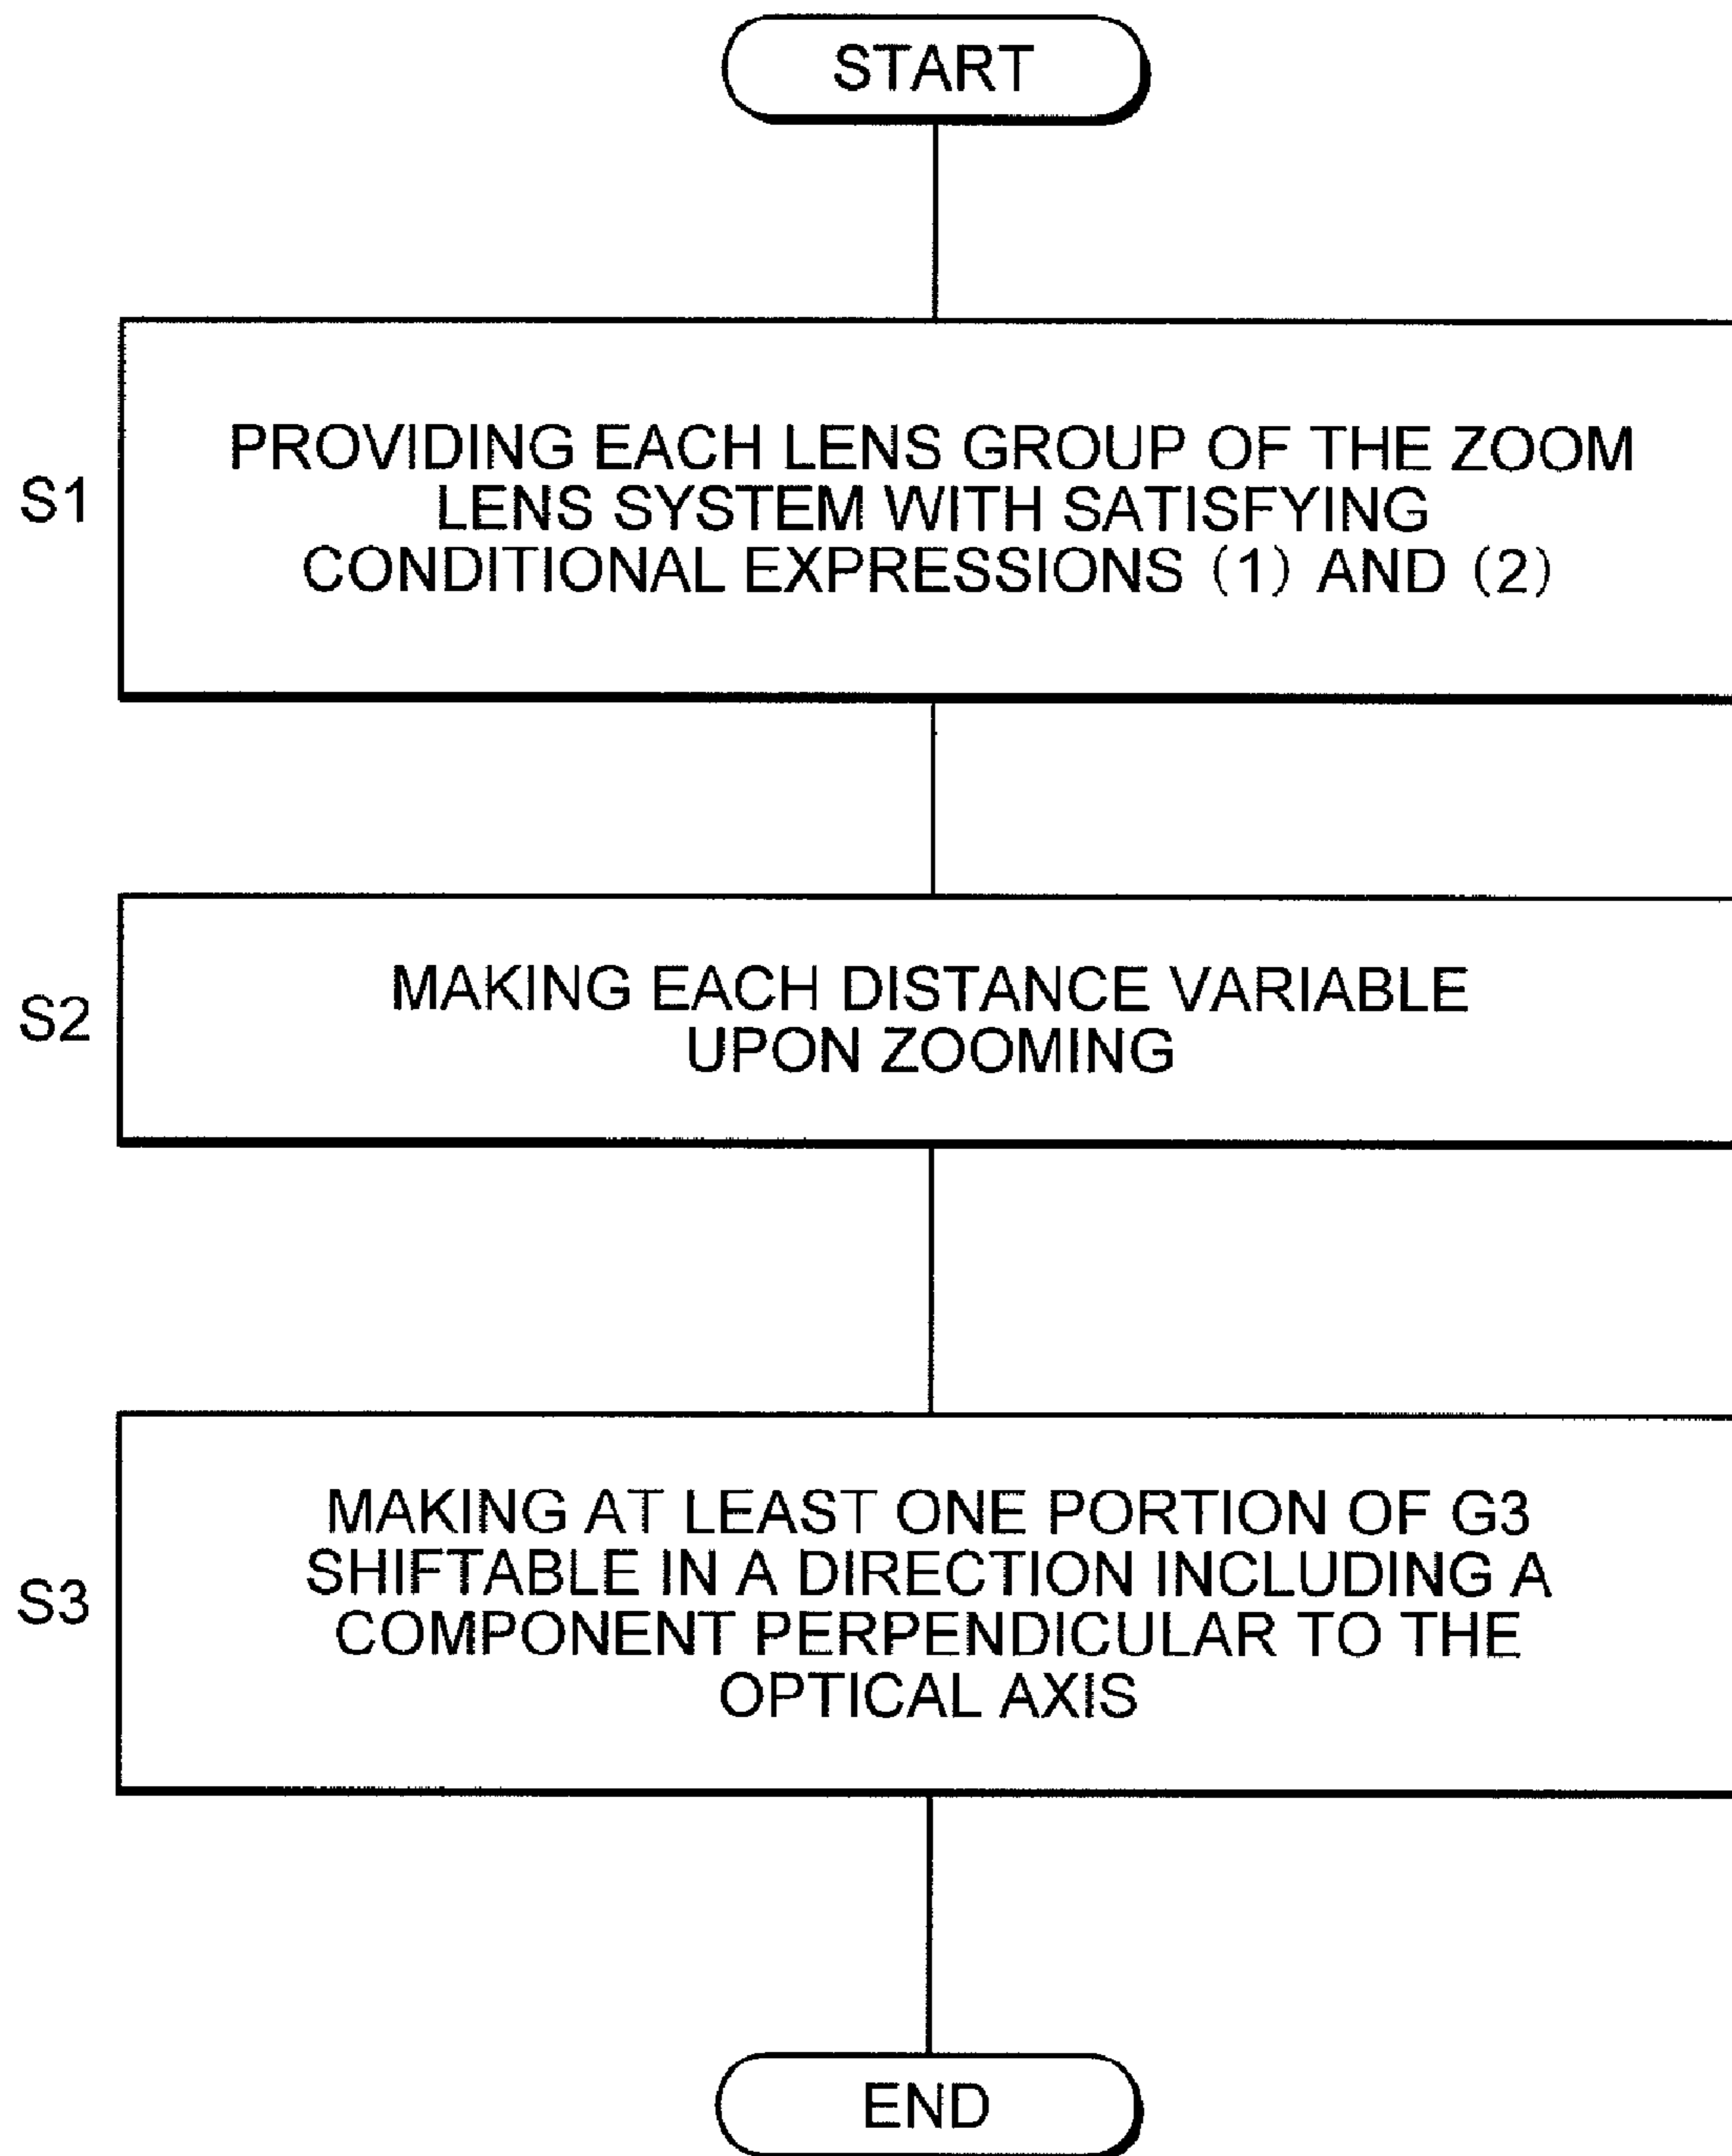 START
S1
PROVIDING EACH LENS GROUP OF THE ZOOM
LENS SYSTEM WITH SATISFYING
CONDITIONAL EXPRESSIONS (1) AND (2)
S2
MAKING EACH DISTANCE VARIABLE
UPON ZOOMING
S3
MAKING AT LEAST ONE PORTION OF G3
SHIFTABLE IN A DIRECTION INCLUDING A
COMPONENT PERPENDICULAR TO THE
OPTICAL AXIS
END